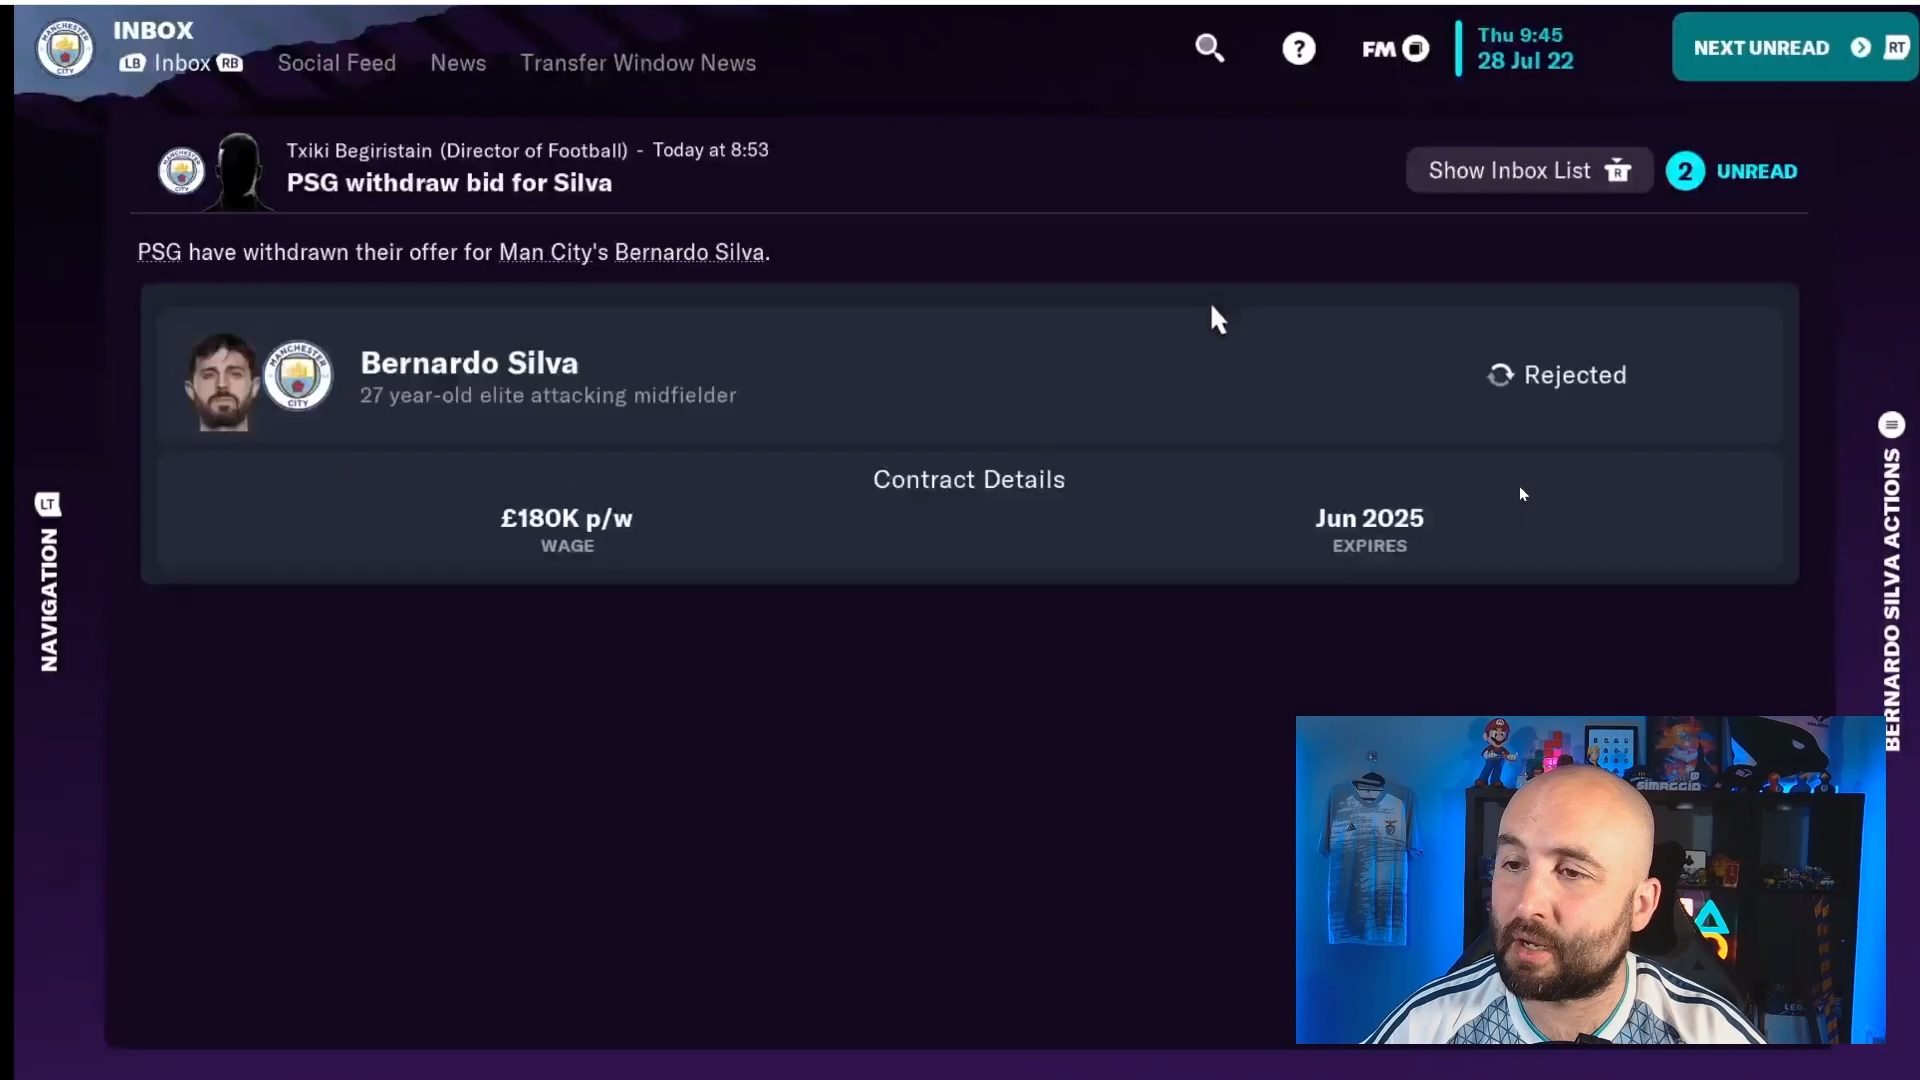 INBOX
LB Inbox RB Social Feed News Transfer Window News
? FM Thu 9:45
28 Jul 22
NEXT UNREAD RT
Txiki Begiristain (Director of Football) - Today at 8:53
PSG withdraw bid for Silva
Show Inbox List R 2 UNREAD
PSG have withdrawn their offer for Man City's Bernardo Silva.
MANCHESTER CITY
Bernardo Silva
27 year-old elite attacking midfielder
Rejected
Contract Details
£180K p/w
WAGE
Jun 2025
EXPIRES
LT
NAVIGATION
BERNARDO SILVA ACTIONS
SIMAGGIO